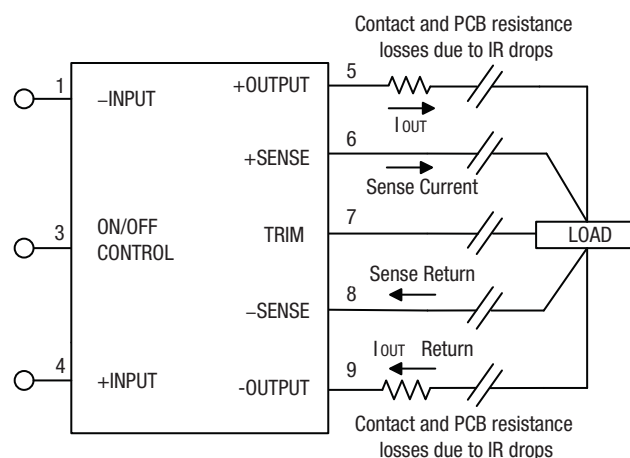 Contact and PCB resistance
losses due to IR drops
1
–INPUT
+OUTPUT
5
IOUT
6
+SENSE
Sense Current
3
ON/OFF
CONTROL
TRIM
7
LOAD
Sense Return
8
–SENSE
4
+INPUT
IOUT Return
-OUTPUT
9
Contact and PCB resistance
losses due to IR drops